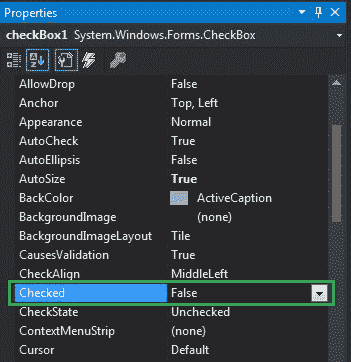 Properties
checkBox1 System.Windows.Forms.CheckBox
AllowDrop False
Anchor Top, Left
Appearance Normal
AutoCheck True
AutoEllipsis False
AutoSize True
BackColor ActiveCaption
BackgroundImage (none)
BackgroundImageLayout Tile
CausesValidation True
CheckAlign MiddleLeft
Checked False
CheckState Unchecked
ContextMenuStrip (none)
Cursor Default